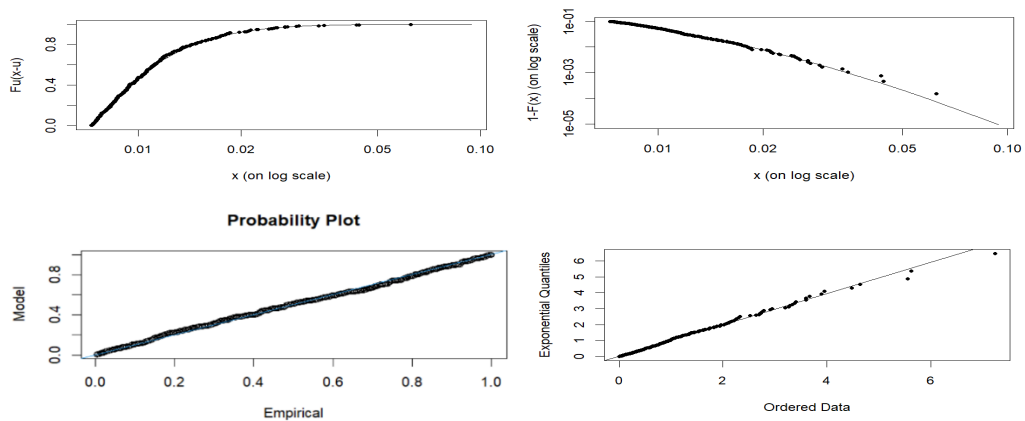 Fu(x-u)
0.0 0.4 0.8
0.01 0.02 0.05 0.10
x (on log scale)
1-F(x) (on log scale)
1e-05 1e-03 1e-01
0.01 0.02 0.05 0.10
x (on log scale)
Probability Plot
Model
0.0 0.4 0.8
0.0 0.2 0.4 0.6 0.8 1.0
Empirical
Exponential Quantiles
0 1 2 3 4 5 6
0 2 4 6
Ordered Data